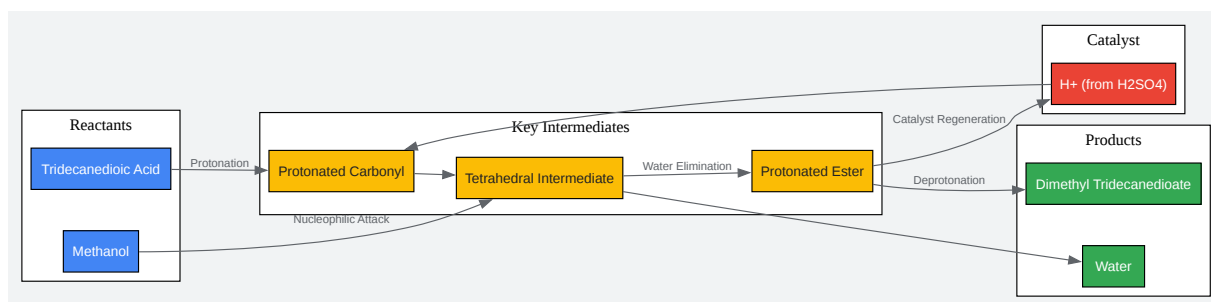 Catalyst
H+ (from H2SO4)
Reactants
Tridecanedioic Acid
Methanol
Protonation
Nucleophilic Attack
Key Intermediates
Protonated Carbonyl
Tetrahedral Intermediate
Water Elimination
Protonated Ester
Catalyst Regeneration
Deprotonation
Products
Dimethyl Tridecanedioate
Water